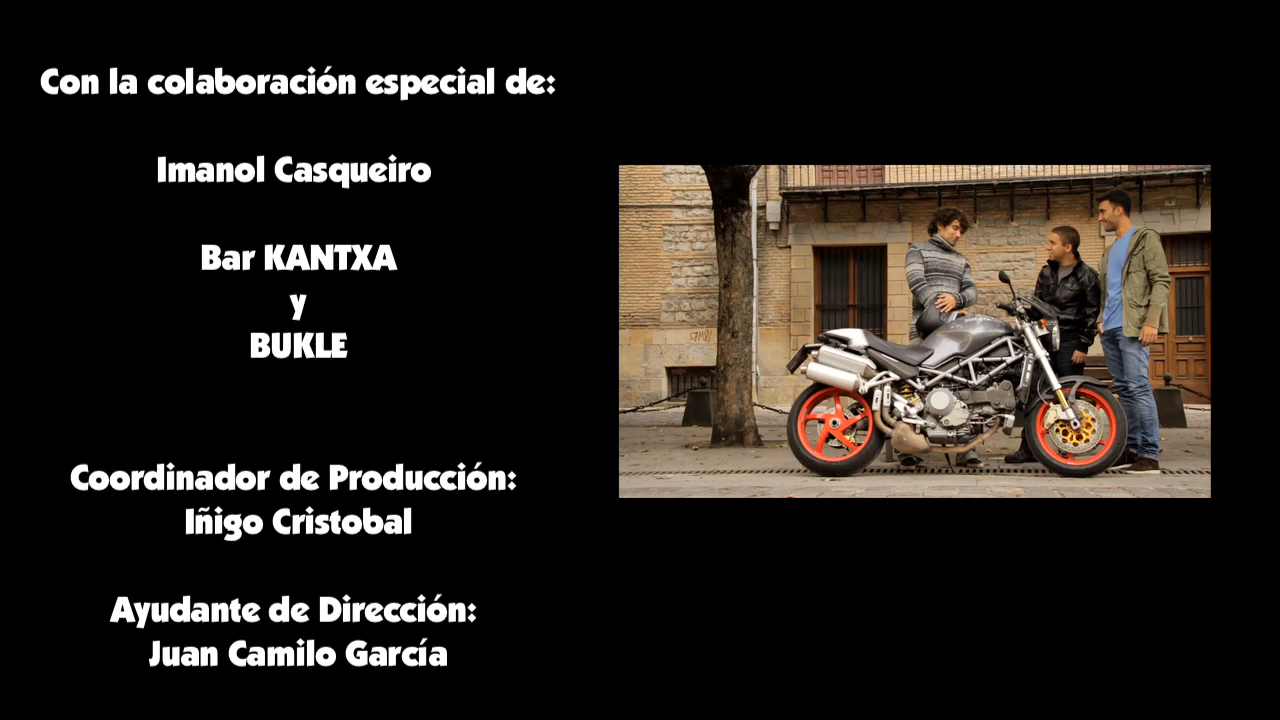 Con la colaboración especial de:
Imanol Casqueiro
Bar KANTXA
y
BUKLE
Coordinador de Producción:
Iñigo Cristobal
Ayudante de Dirección:
Juan Camilo García